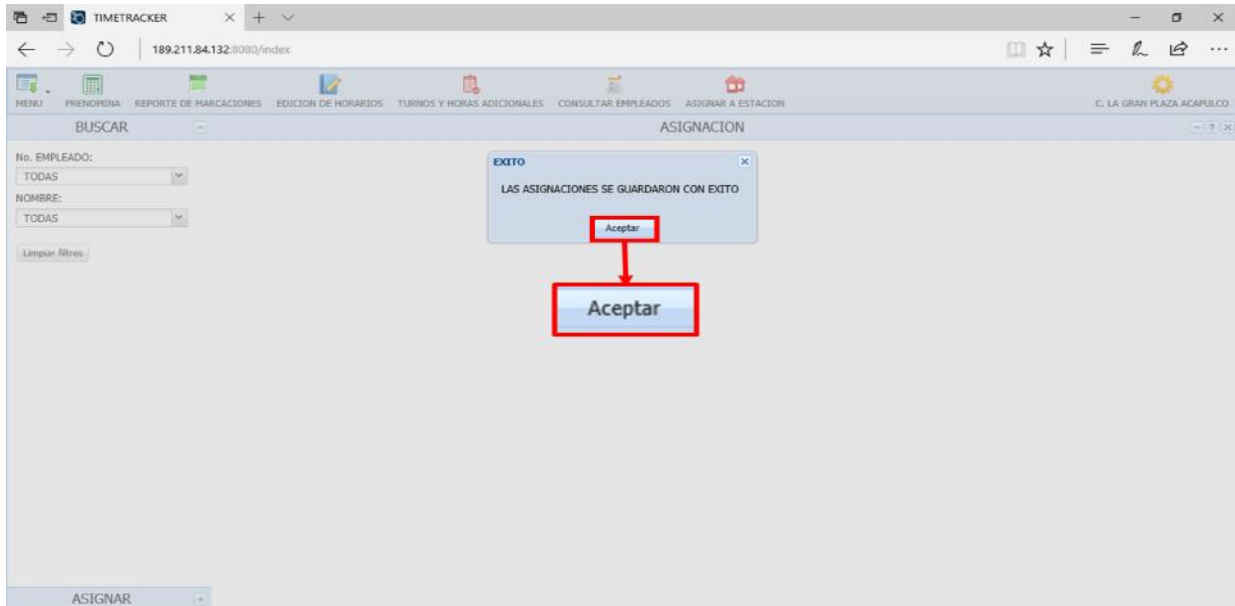 TIMETRACKER
189.211.84.132:8080/index
MENU PRENOMINA REPORTE DE MARCACIONES EDICION DE HORARIOS TURNOS Y HORAS ADICIONALES CONSULTAR EMPLEADOS ASIGNAR A ESTACION C. LA GRAN PLAZA ACAPULCO
BUSCAR ASIGNACION
No. EMPLEADO:
TODAS
NOMBRE:
TODAS
Limpiar filtros
EXITO
LAS ASIGNACIONES SE GUARDARON CON EXITO
Aceptar
Aceptar
ASIGNAR